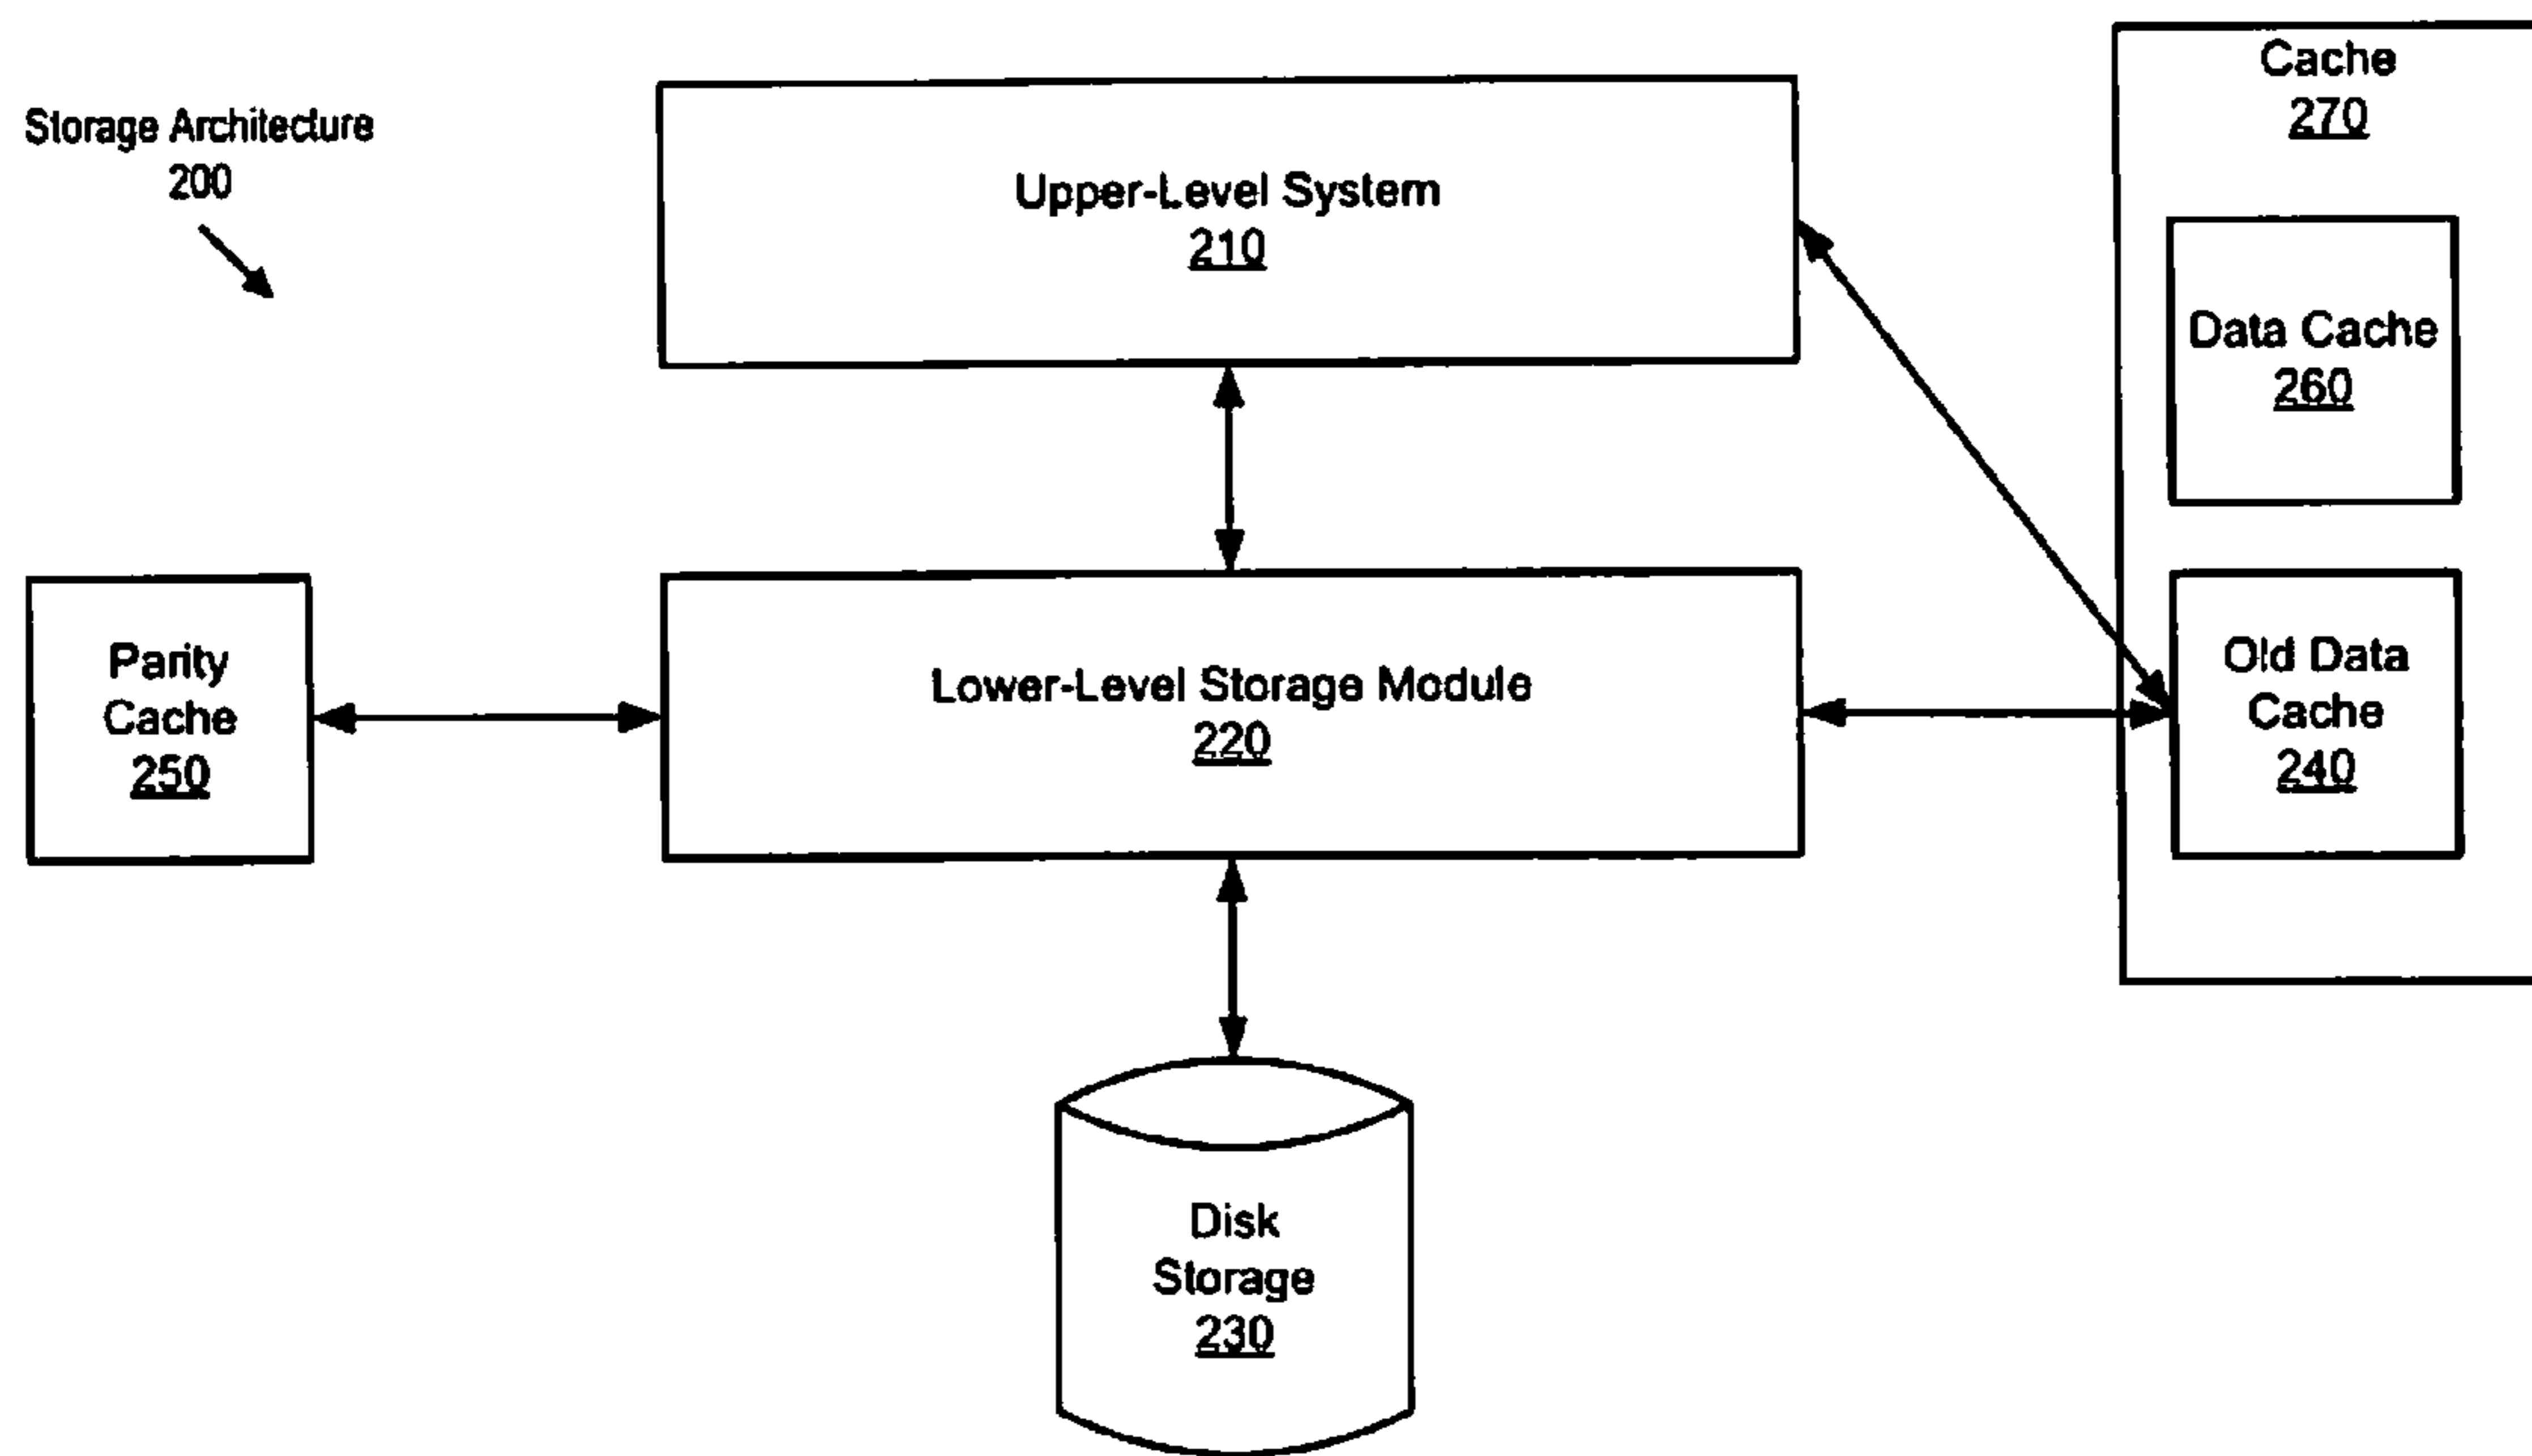 Storage Architecture
200
Upper-Level System
210
Cache
270
Data Cache
260
Parity
Cache
250
Lower-Level Storage Module
220
Old Data
Cache
240
Disk
Storage
230